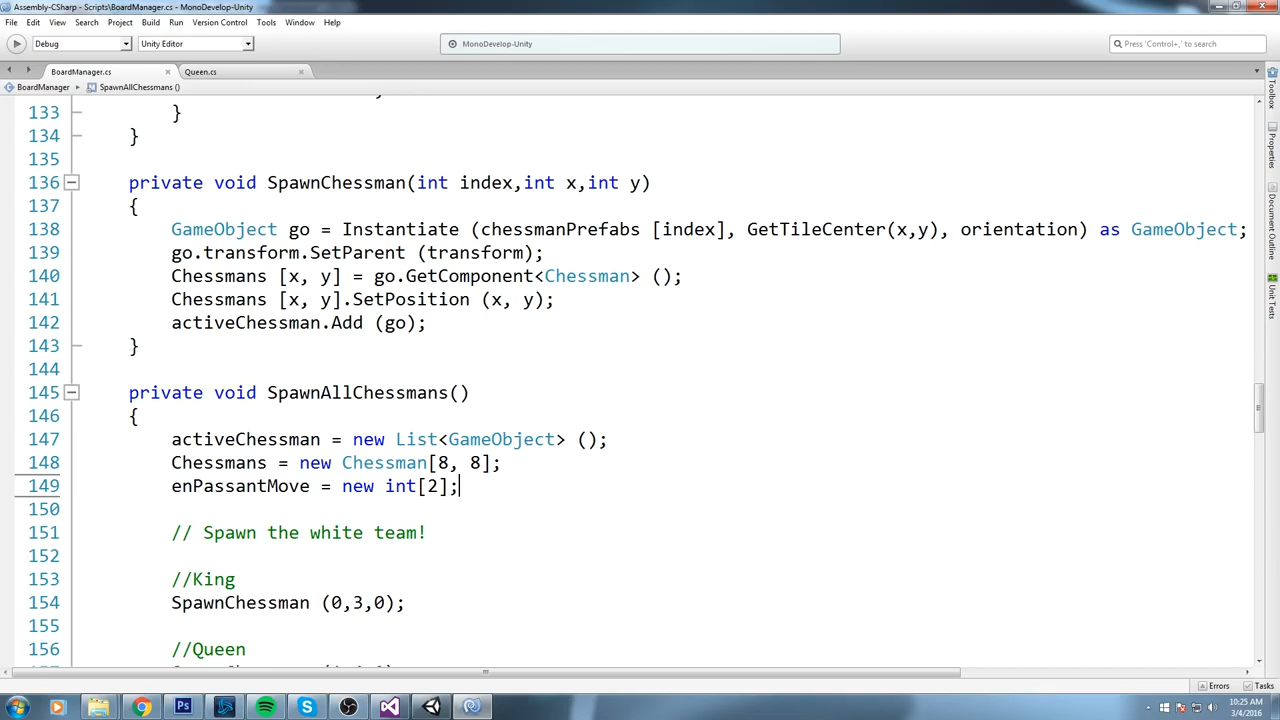 Assembly-CSharp - Scripts\BoardManager.cs - MonoDevelop-Unity
File Edit View Search Project Build Run Version Control Tools Window Help
Debug Unity Editor MonoDevelop-Unity Press 'Control+,' to search
BoardManager.cs Queen.cs
BoardManager SpawnAllChessmans ()
133 }
134 }
135
136 private void SpawnChessman(int index,int x,int y)
137 {
138 GameObject go = Instantiate (chessmanPrefabs [index], GetTileCenter(x,y), orientation) as GameObject;
139 go.transform.SetParent (transform);
140 Chessmans [x, y] = go.GetComponent<Chessman> ();
141 Chessmans [x, y].SetPosition (x, y);
142 activeChessman.Add (go);
143 }
144
145 private void SpawnAllChessmans()
146 {
147 activeChessman = new List<GameObject> ();
148 Chessmans = new Chessman[8, 8];
149 enPassantMove = new int[2];
150
151 // Spawn the white team!
152
153 //King
154 SpawnChessman (0,3,0);
155
156 //Queen
Toolbox
Properties
Document Outline
Unit Tests
Errors Tasks
10:25 AM
3/4/2016